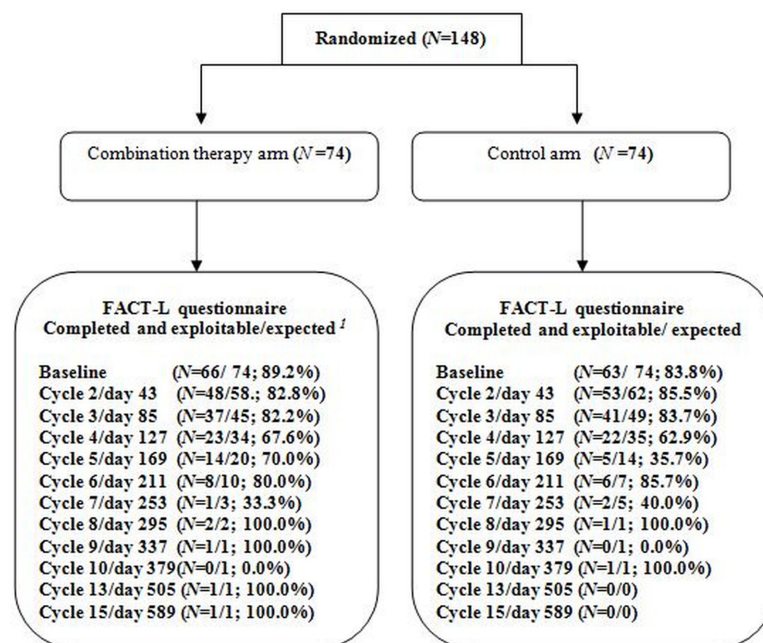 Randomized (N=148)
Combination therapy arm (N=74)
Control arm (N=74)
FACT-L questionnaire
Completed and exploitable/expected 1
Baseline (N=66/ 74; 89.2%)
Cycle 2/day 43 (N=48/58.; 82.8%)
Cycle 3/day 85 (N=37/45; 82.2%)
Cycle 4/day 127 (N=23/34; 67.6%)
Cycle 5/day 169 (N=14/20; 70.0%)
Cycle 6/day 211 (N=8/10; 80.0%)
Cycle 7/day 253 (N=1/3; 33.3%)
Cycle 8/day 295 (N=2/2; 100.0%)
Cycle 9/day 337 (N=1/1; 100.0%)
Cycle 10/day 379(N=0/1; 0.0%)
Cycle 13/day 505 (N=1/1; 100.0%)
Cycle 15/day 589 (N=1/1; 100.0%)
FACT-L questionnaire
Completed and exploitable/ expected
Baseline (N=63/ 74; 83.8%)
Cycle 2/day 43 (N=53/62; 85.5%)
Cycle 3/day 85 (N=41/49; 83.7%)
Cycle 4/day 127 (N=22/35; 62.9%)
Cycle 5/day 169 (N=5/14; 35.7%)
Cycle 6/day 211 (N=6/7; 85.7%)
Cycle 7/day 253 (N=2/5; 40.0%)
Cycle 8/day 295 (N=1/1; 100.0%)
Cycle 9/day 337 (N=0/1; 0.0%)
Cycle 10/day 379 (N=1/1; 100.0%)
Cycle 13/day 505 (N=0/0)
Cycle 15/day 589 (N=0/0)